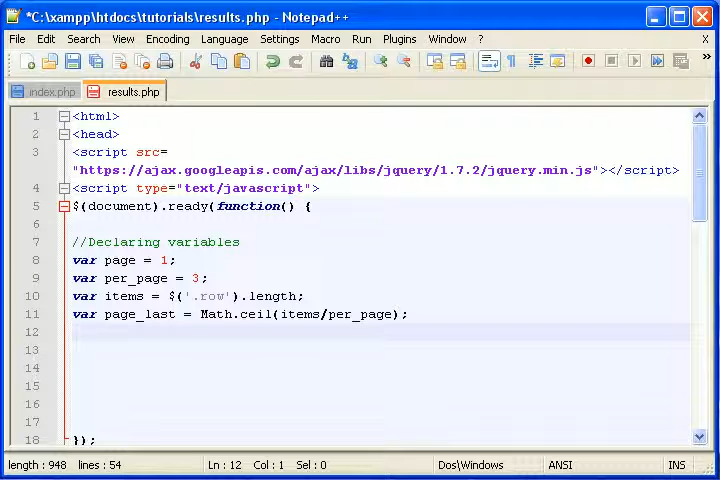 *C:\xampp\htdocs\tutorials\results.php - Notepad++
File Edit Search View Encoding Language Settings Macro Run Plugins Window ? X
»
index.php results.php
1 <html>
2 <head>
3 <script src=
"https://ajax.googleapis.com/ajax/libs/jquery/1.7.2/jquery.min.js"></script>
4 <script type="text/javascript">
5 $(document).ready(function() {
6
7 //Declaring variables
8 var page = 1;
9 var per_page = 3;
10 var items = $('.row').length;
11 var page_last = Math.ceil(items/per_page);
12
13
14
15
16
17
18 });
length : 948 lines : 54 Ln : 12 Col : 1 Sel : 0 Dos\Windows ANSI INS